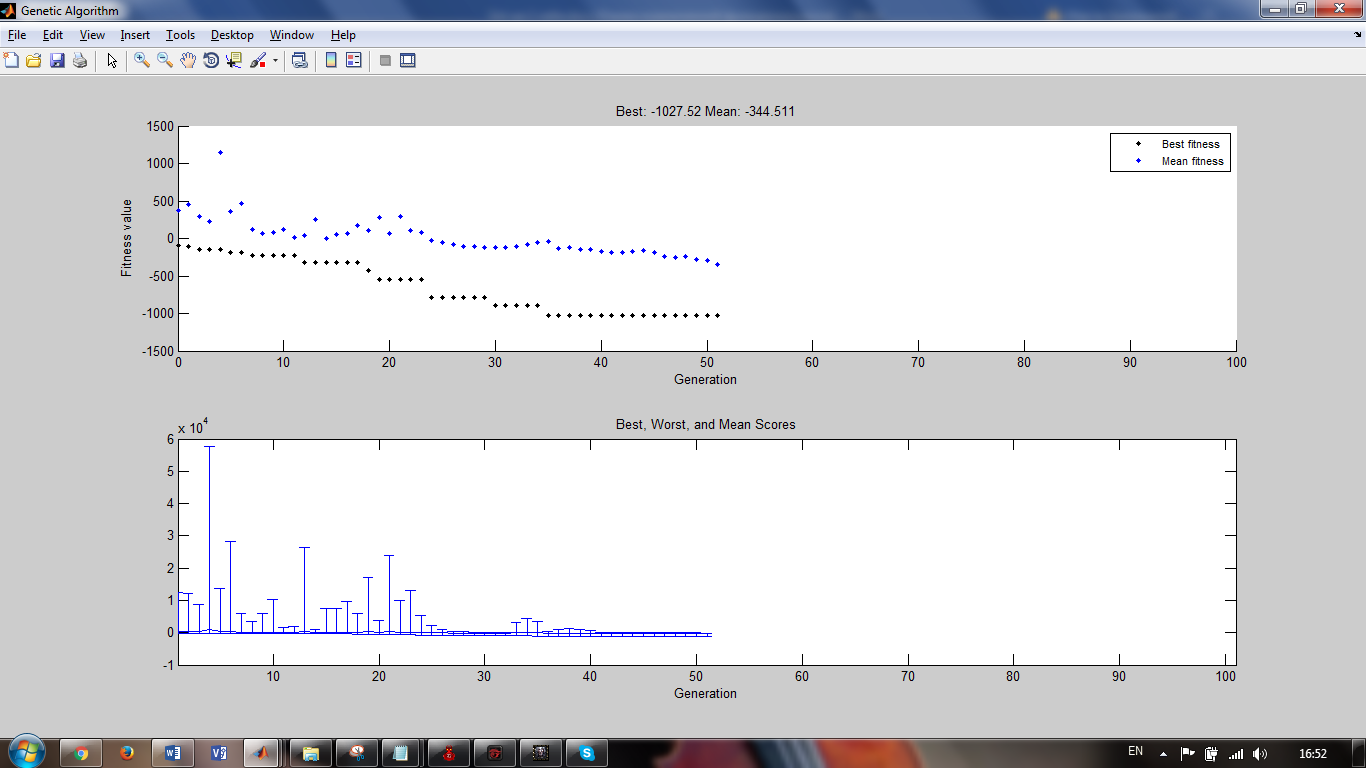 Genetic Algorithm
File Edit View Insert Tools Desktop Window Help
Best: -1027.52 Mean: -344.511
1500
1000
500
0
-500
-1000
-1500
Fitness value
Best fitness
Mean fitness
0 10 20 30 40 50 60 70 80 90 100
Generation
Best, Worst, and Mean Scores
x 10^4
6
5
4
3
2
1
0
-1
10 20 30 40 50 60 70 80 90 100
Generation
EN 16:52